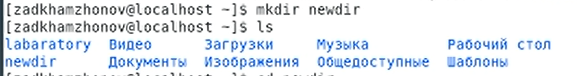 [zadkhamzhonov@localhost ~]$ mkdir newdir
[zadkhamzhonov@localhost ~]$ ls
labaratory Видео Загрузки Музыка Рабочий стол
newdir Документы Изображения Общедоступные Шаблоны